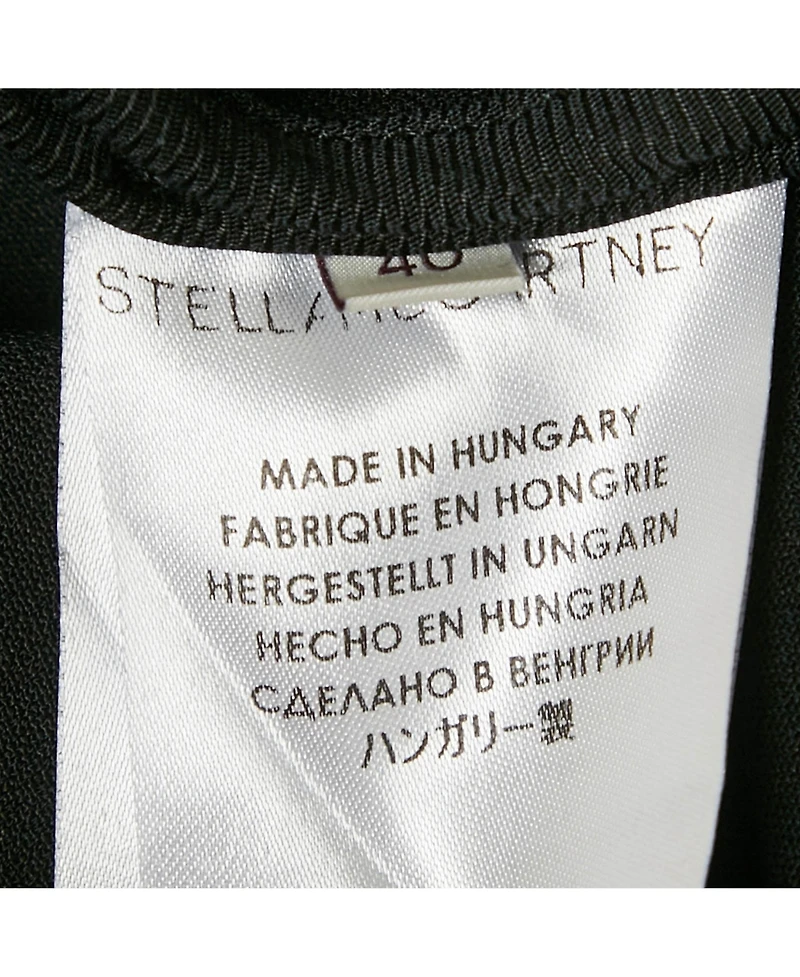 STELLA McCARTNEY
MADE IN HUNGARY
FABRIQUE EN HONGRIE
HERGESTELLT IN UNGARN
HECHO EN HUNGRIA
СДЕЛАНО В ВЕНГРИИ
ハンガリー製